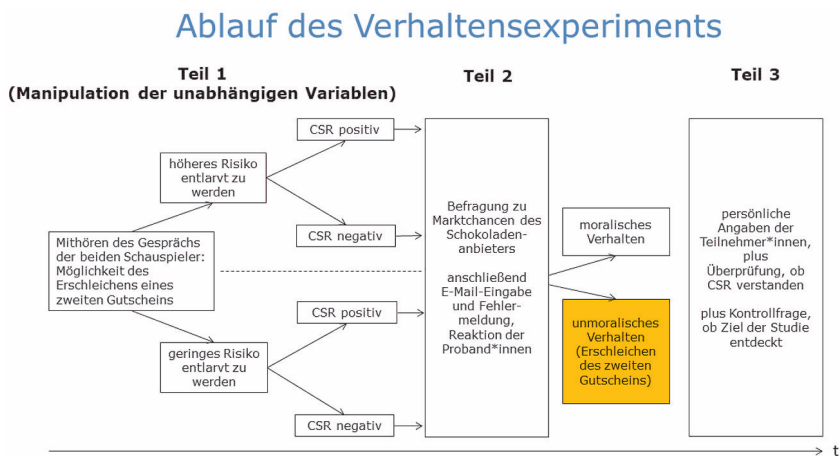 Ablauf des Verhaltensexperiments
Teil 1
(Manipulation der unabhängigen Variablen)
Teil 2
Teil 3
Mithören des Gesprächs
der beiden Schauspieler:
Möglichkeit des
Erschleichens eines
zweiten Gutscheins
höheres Risiko
entlarvt zu
werden
geringes Risiko
entlarvt zu
werden
CSR positiv
CSR negativ
CSR positiv
CSR negativ
Befragung zu
Marktchancen des
Schokoladen-
anbieters
anschließend
E-Mail-Eingabe
und Fehler-
meldung,
Reaktion der
Proband*innen
moralisches
Verhalten
unmoralisches
Verhalten
(Erschleichen
des zweiten
Gutscheins)
persönliche
Angaben der
Teilnehmer*innen,
plus
Überprüfung, ob
CSR verstanden
plus Kontrollfrage,
ob Ziel der Studie
entdeckt
t